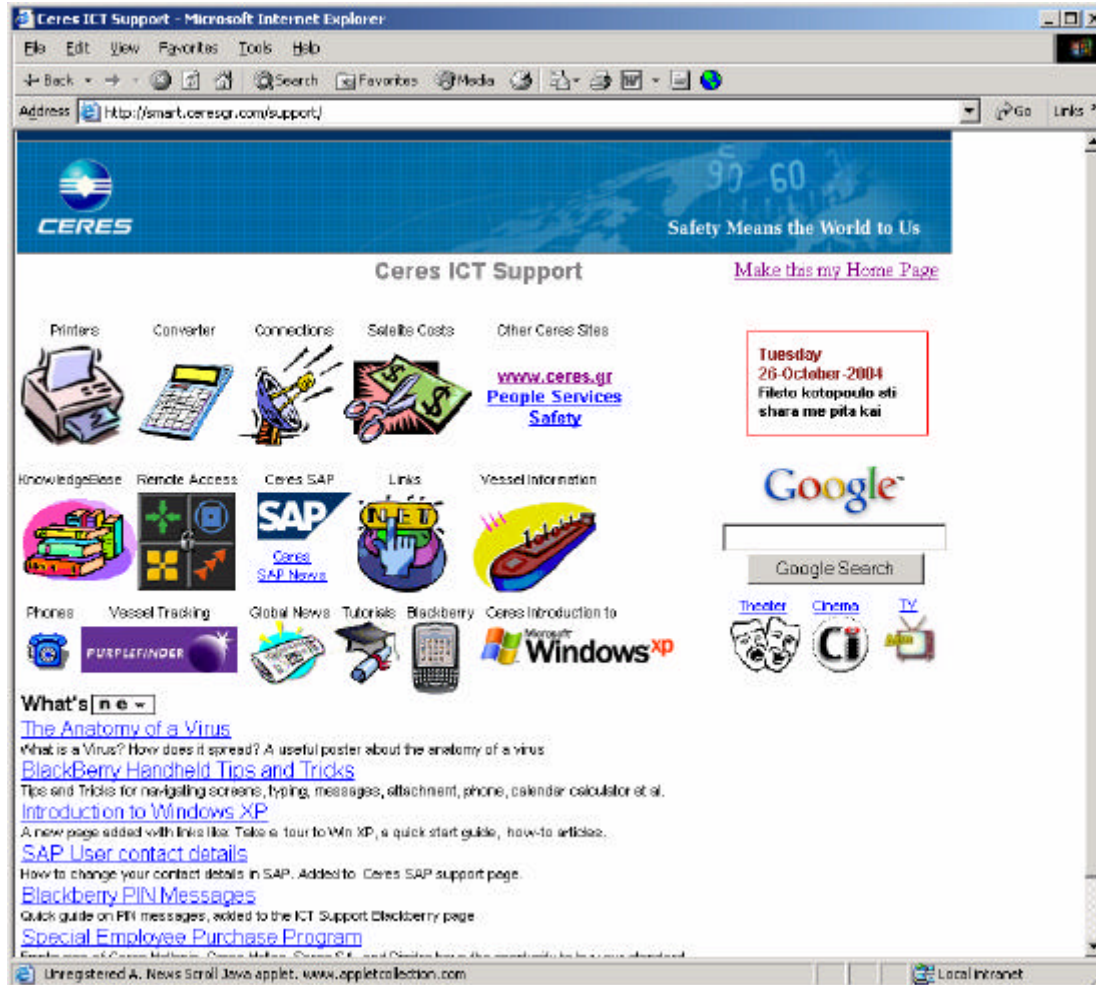 Ceres ICT Support - Microsoft Internet Explorer
File Edit View Favorites Tools Help
Back Search Favorites Media
Address http://smart.ceresgr.com/support/ Go Links
90 60
CERES
Safety Means the World to Us
Ceres ICT Support
Make this my Home Page
Printers Converter Connections Satelite Costs Other Ceres Sites
www.ceres.gr
People Services
Safety
Tuesday
26-October-2004
Fileto kotopoulo sti
shara me pita kai
KnowledgeBase Remote Access Ceres SAP Links Vessel Information
SAP
NET
Ceres
SAP News
Google
Google Search
Phones Vessel Tracking Global News Tutorials Blackberry Ceres Introduction to
PURPLEFINDER
Microsoft
Windows xp
Theater Cinema TV
Ci
What's new
The Anatomy of a Virus
What is a Virus? How does it spread? A useful poster about the anatomy of a virus
BlackBerry Handheld Tips and Tricks
Tips and Tricks for navigating screens, typing, messages, attachment, phone, calendar calculator et al.
Introduction to Windows XP
A new page added with links like: Take a tour to Win XP, a quick start guide, how-to articles.
SAP User contact details
How to change your contact details in SAP. Added to Ceres SAP support page.
Blackberry PIN Messages
Quick guide on PIN messages, added to the ICT Support Blackberry page
Special Employee Purchase Program
Unregistered A. News Scroll Java applet. www.appletcollection.com Local intranet